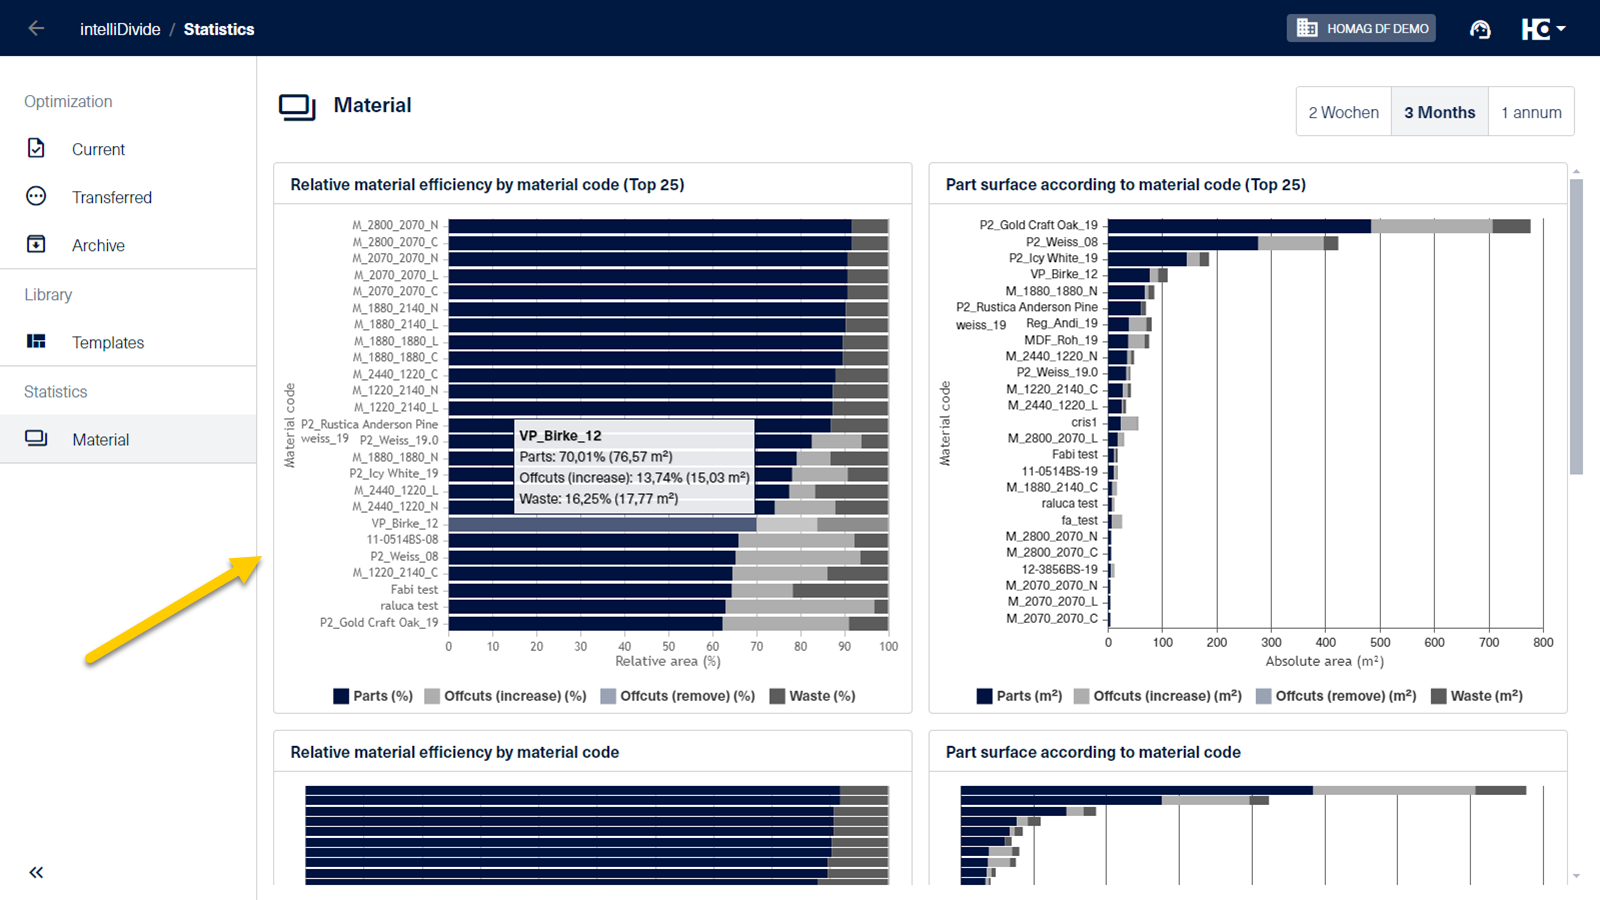 intelliDivide / Statistics
HOMAG DF DEMO
Optimization
Current
Transferred
Archive
Library
Templates
Statistics
Material
Material
2 Wochen
3 Months
1 annum
Relative material efficiency by material code (Top 25)
Material code
M_2800_2070_N
M_2800_2070_C
M_2070_2070_N
M_2070_2070_L
M_2070_2070_C
M_1880_2140_N
M_1880_2140_L
M_1880_1880_L
M_1880_1880_C
M_2440_1220_C
M_1220_2140_N
M_1220_2140_L
P2_Rustica Anderson Pine
weiss_19 P2_Weiss_19.0
M_1880_1880_N
P2_Icy White_19
M_2440_1220_L
M_2440_1220_N
VP_Birke_12
11-0514BS-08
P2_Weiss_08
M_1220_2140_C
Fabi test
raluca test
P2_Gold Craft Oak_19
VP_Birke_12
Parts: 70,01% (76,57 m²)
Offcuts (increase): 13,74% (15,03 m²)
Waste: 16,25% (17,77 m²)
0 10 20 30 40 50 60 70 80 90 100
Relative area (%)
Parts (%) Offcuts (increase) (%) Offcuts (remove) (%) Waste (%)
Part surface according to material code (Top 25)
Material code
P2_Gold Craft Oak_19
P2_Weiss_08
P2_Icy White_19
VP_Birke_12
M_1880_1880_N
P2_Rustica Anderson Pine
weiss_19 Reg_Andi_19
MDF_Roh_19
M_2440_1220_N
P2_Weiss_19.0
M_1220_2140_C
M_2440_1220_L
cris1
M_2800_2070_L
Fabi test
11-0514BS-19
M_1880_2140_C
raluca test
fa_test
M_2800_2070_N
M_2800_2070_C
12-3856BS-19
M_2070_2070_N
M_2070_2070_L
M_2070_2070_C
0 100 200 300 400 500 600 700 800
Absolute area (m²)
Parts (m²) Offcuts (increase) (m²) Offcuts (remove) (m²) Waste (m²)
Relative material efficiency by material code
Part surface according to material code